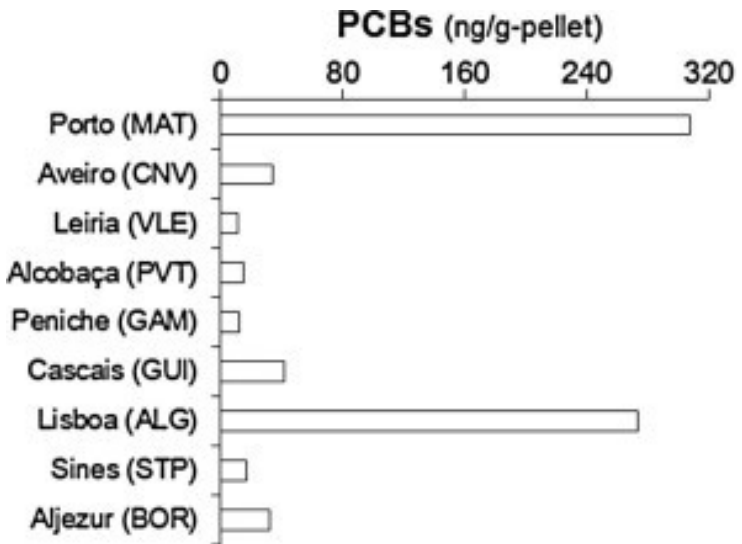 PCBs (ng/g-pellet)
0 80 160 240 320
Porto (MAT)
Aveiro (CNV)
Leiria (VLE)
Alcobaça (PVT)
Peniche (GAM)
Cascais (GUI)
Lisboa (ALG)
Sines (STP)
Aljezur (BOR)